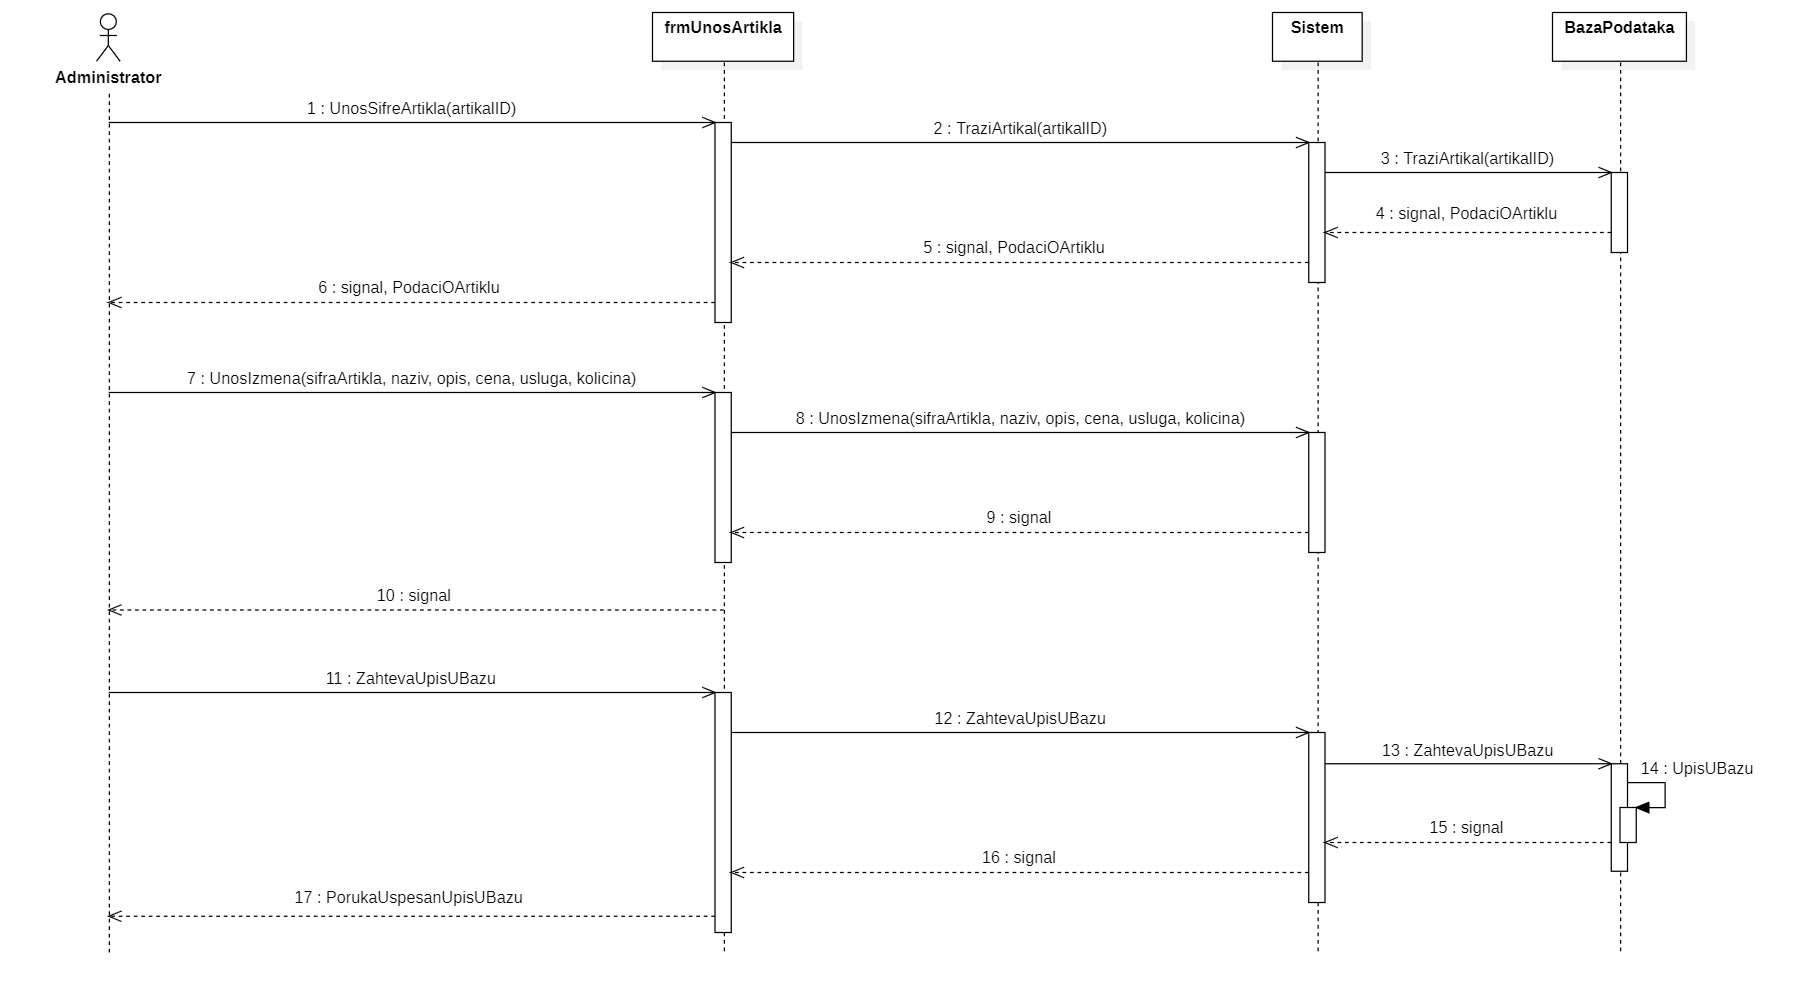 Administrator
frmUnosArtikla
Sistem
BazaPodataka
1 : UnosSifreArtikla(artikalID)
2 : TraziArtikal(artikalID)
3 : TraziArtikal(artikalID)
4 : signal, PodaciOArtiklu
5 : signal, PodaciOArtiklu
6 : signal, PodaciOArtiklu
7 : UnosIzmena(sifraArtikla, naziv, opis, cena, usluga, kolicina)
8 : UnosIzmena(sifraArtikla, naziv, opis, cena, usluga, kolicina)
9 : signal
10 : signal
11 : ZahtevaUpisUBazu
12 : ZahtevaUpisUBazu
13 : ZahtevaUpisUBazu
14 : UpisUBazu
15 : signal
16 : signal
17 : PorukaUspesanUpisUBazu